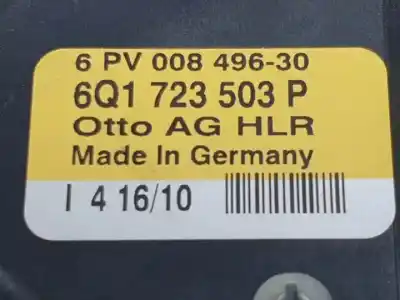 6 PV 008 496-30
6Q1 723 503 P
Otto AG HLR
Made In Germany
I 4 16/10